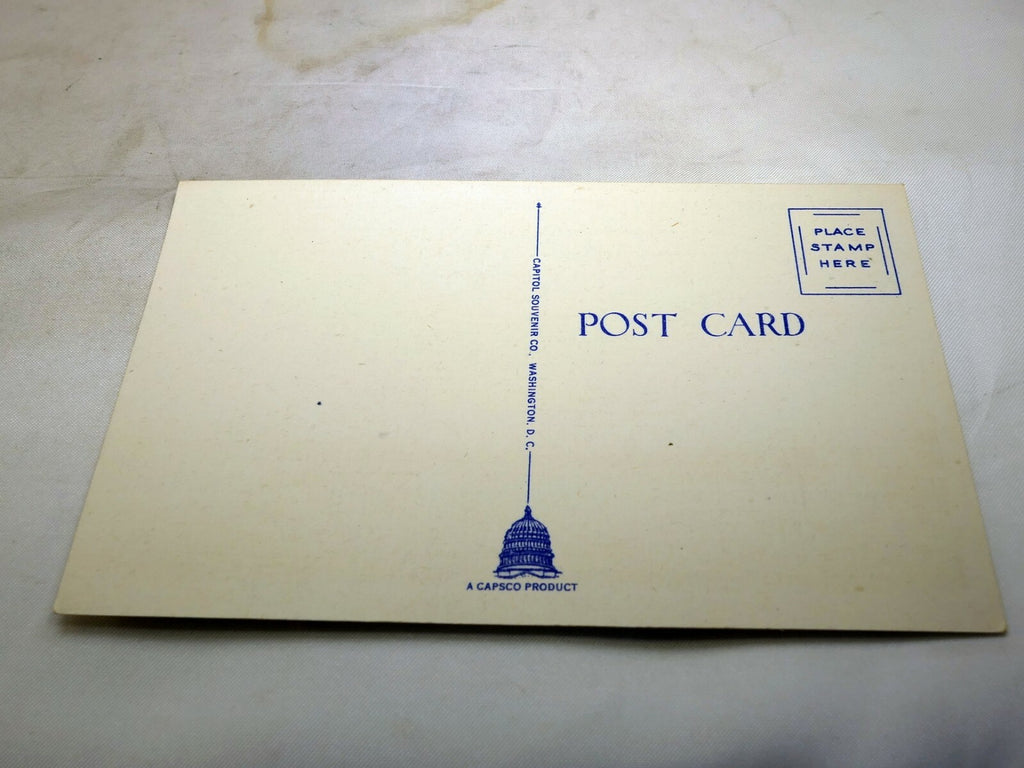 PLACE
STAMP
HERE
POST CARD
CAPITOL SOUVENIR CO., WASHINGTON, D. C.
A CAPSCO PRODUCT